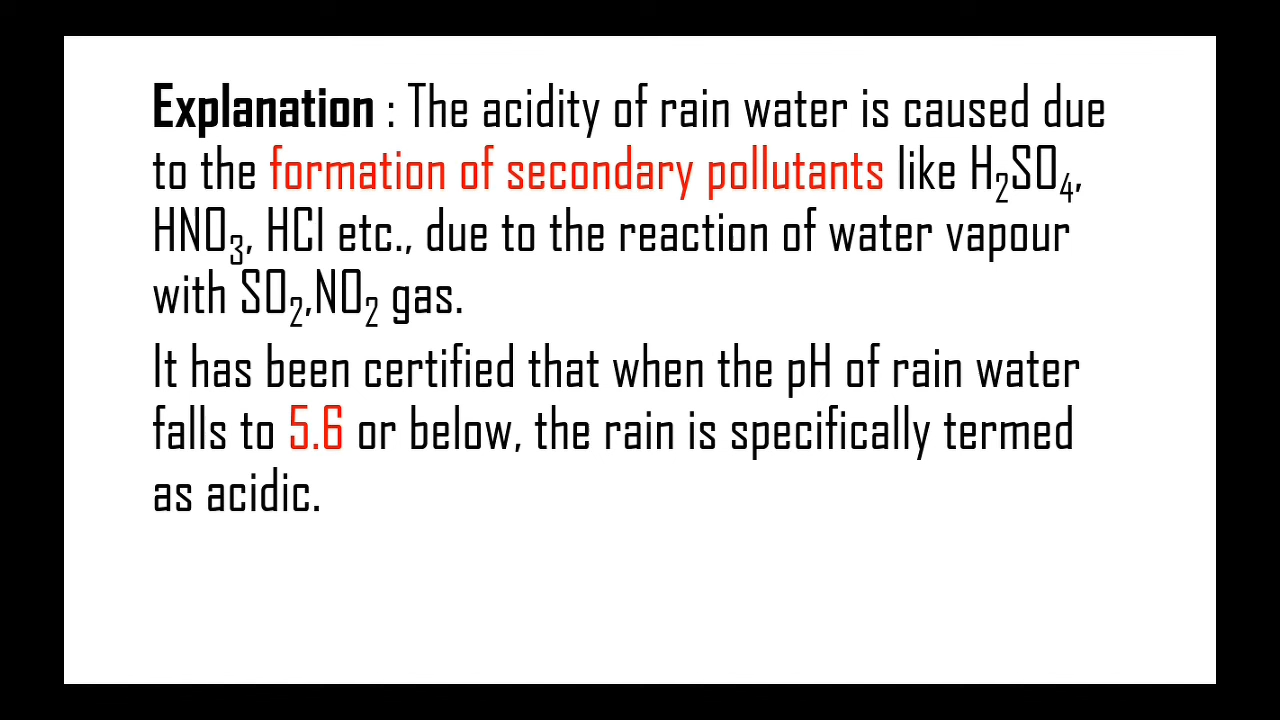 Explanation : The acidity of rain water is caused due
to the formation of secondary pollutants like H₂SO₄,
HNO₃, HCl etc., due to the reaction of water vapour
with SO₂,NO₂ gas.
It has been certified that when the pH of rain water
falls to 5.6 or below, the rain is specifically termed
as acidic.